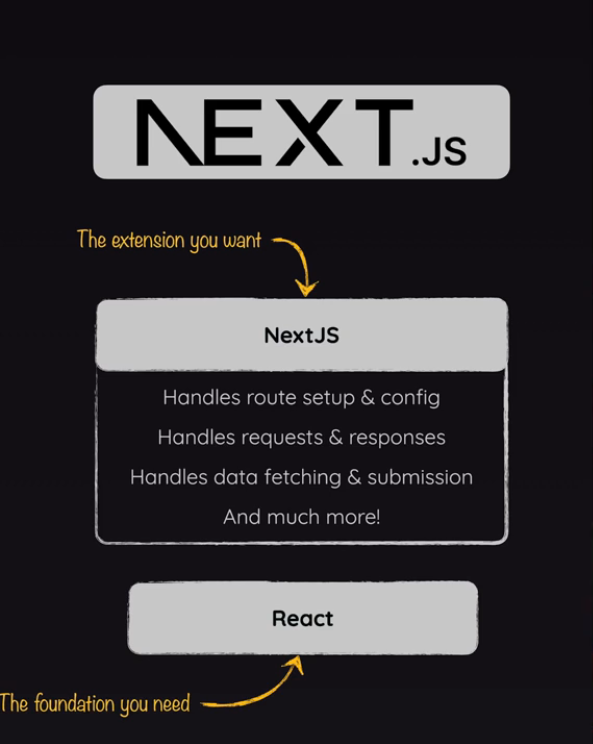 NEXT.JS
The extension you want
NextJS
Handles route setup & config
Handles requests & responses
Handles data fetching & submission
And much more!
React
The foundation you need